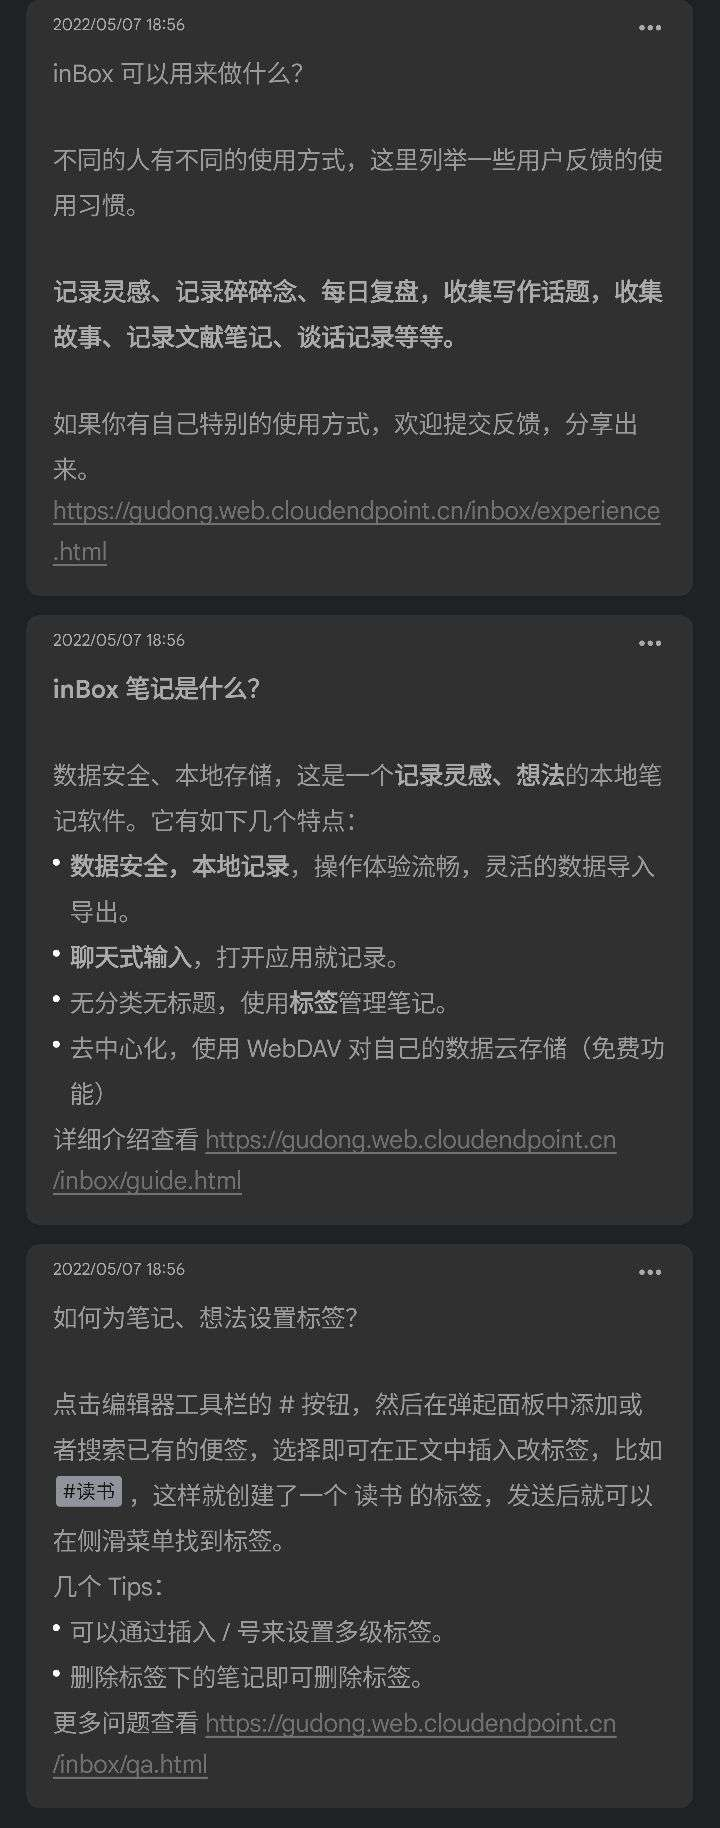 2022/05/07 18:56
inBox 可以用来做什么？
不同的人有不同的使用方式，这里列举一些用户反馈的使
用习惯。
记录灵感、记录碎碎念、每日复盘，收集写作话题，收集
故事、记录文献笔记、谈话记录等等。
如果你有自己特别的使用方式，欢迎提交反馈，分享出
来。
https://gudong.web.cloudendpoint.cn/inbox/experience
.html
2022/05/07 18:56
inBox 笔记是什么？
数据安全、本地存储，这是一个记录灵感、想法的本地笔
记软件。它有如下几个特点：
• 数据安全，本地记录，操作体验流畅，灵活的数据导入
导出。
• 聊天式输入，打开应用就记录。
• 无分类无标题，使用标签管理笔记。
• 去中心化，使用 WebDAV 对自己的数据云存储（免费功
能）
详细介绍查看 https://gudong.web.cloudendpoint.cn
/inbox/guide.html
2022/05/07 18:56
如何为笔记、想法设置标签？
点击编辑器工具栏的 # 按钮，然后在弹起面板中添加或
者搜索已有的便签，选择即可在正文中插入改标签，比如
#读书 ，这样就创建了一个 读书 的标签，发送后就可以
在侧滑菜单找到标签。
几个 Tips：
• 可以通过插入 / 号来设置多级标签。
• 删除标签下的笔记即可删除标签。
更多问题查看 https://gudong.web.cloudendpoint.cn
/inbox/qa.html